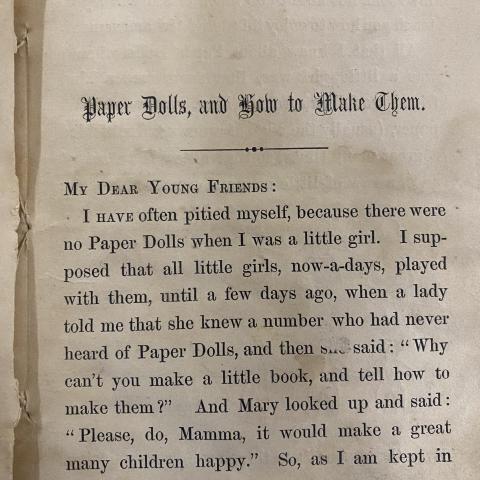 Paper Dolls, and How to Make Them.
MY DEAR YOUNG FRIENDS:
I HAVE often pitied myself, because there were
no Paper Dolls when I was a little girl. I sup-
posed that all little girls, now-a-days, played
with them, until a few days ago, when a lady
told me that she knew a number who had never
heard of Paper Dolls, and then she said: “Why
can't you make a little book, and tell how to
make them?” And Mary looked up and said:
“Please, do, Mamma, it would make a great
many children happy.” So, as I am kept in